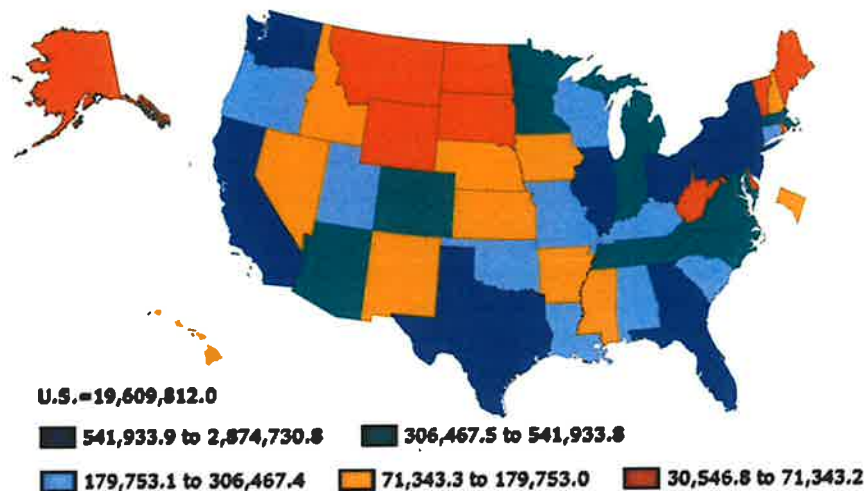 U.S.=19,609,812.0
541,933.9 to 2,874,730.8 306,467.5 to 541,933.8
179,753.1 to 306,467.4 71,343.3 to 179,753.0 30,546.8 to 71,343.2